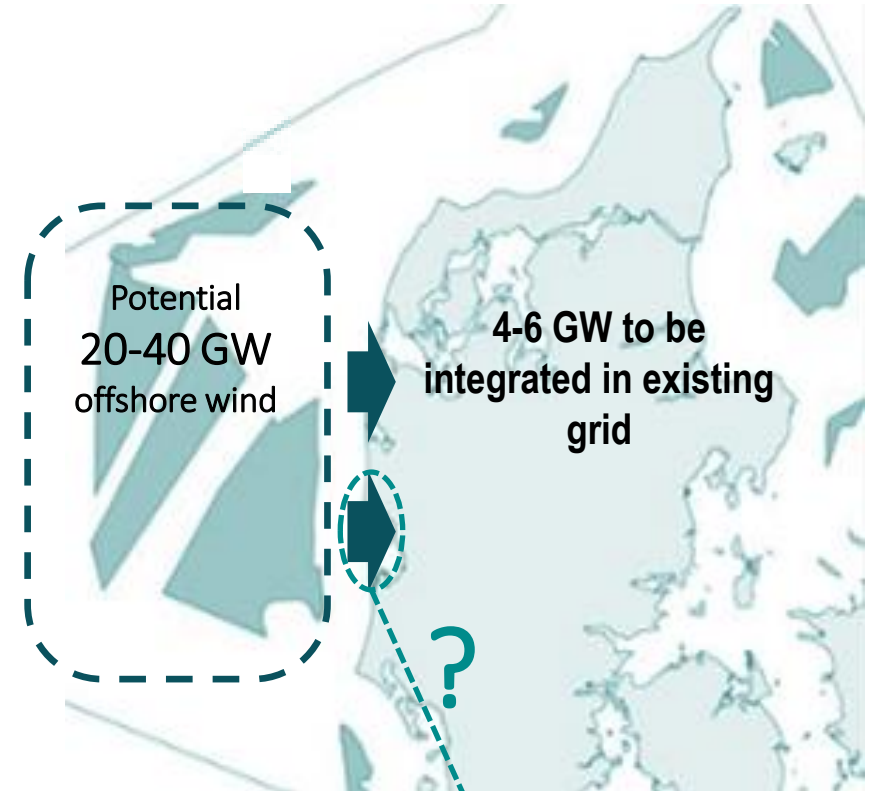 Potential
20-40 GW
offshore wind
4-6 GW to be
integrated in existing
grid
?